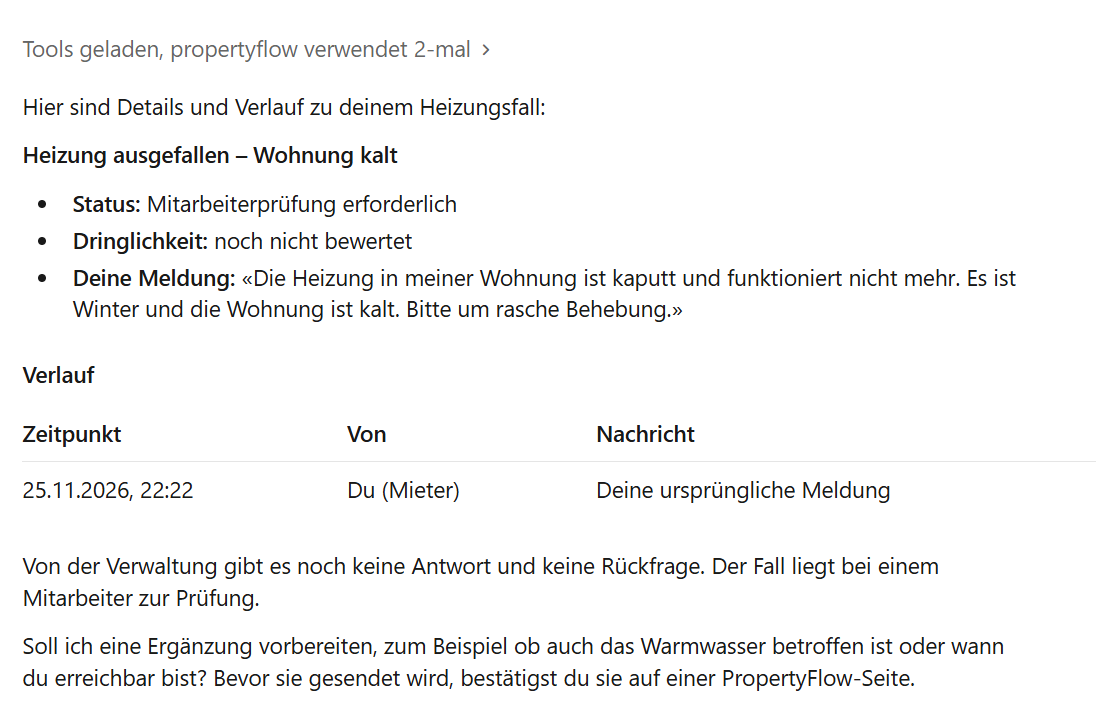 Tools geladen, propertyflow verwendet 2-mal >
Hier sind Details und Verlauf zu deinem Heizungsfall:
Heizung ausgefallen – Wohnung kalt
• Status: Mitarbeiterprüfung erforderlich
• Dringlichkeit: noch nicht bewertet
• Deine Meldung: «Die Heizung in meiner Wohnung ist kaputt und funktioniert nicht mehr. Es ist
Winter und die Wohnung ist kalt. Bitte um rasche Behebung.»
Verlauf
Zeitpunkt Von Nachricht
25.11.2026, 22:22 Du (Mieter) Deine ursprüngliche Meldung
Von der Verwaltung gibt es noch keine Antwort und keine Rückfrage. Der Fall liegt bei einem
Mitarbeiter zur Prüfung.
Soll ich eine Ergänzung vorbereiten, zum Beispiel ob auch das Warmwasser betroffen ist oder wann
du erreichbar bist? Bevor sie gesendet wird, bestätigst du sie auf einer PropertyFlow-Seite.